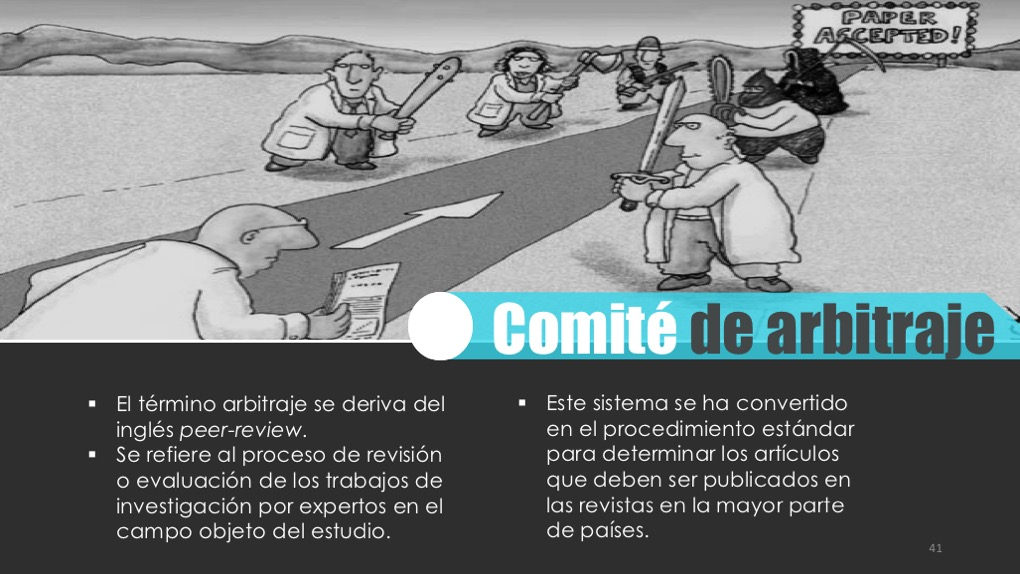 PAPER
ACCEPTED!
Comité de arbitraje
▪ El término arbitraje se deriva del
inglés peer-review.
▪ Se refiere al proceso de revisión
o evaluación de los trabajos de
investigación por expertos en el
campo objeto del estudio.
▪ Este sistema se ha convertido
en el procedimiento estándar
para determinar los artículos
que deben ser publicados en
las revistas en la mayor parte
de países.
41